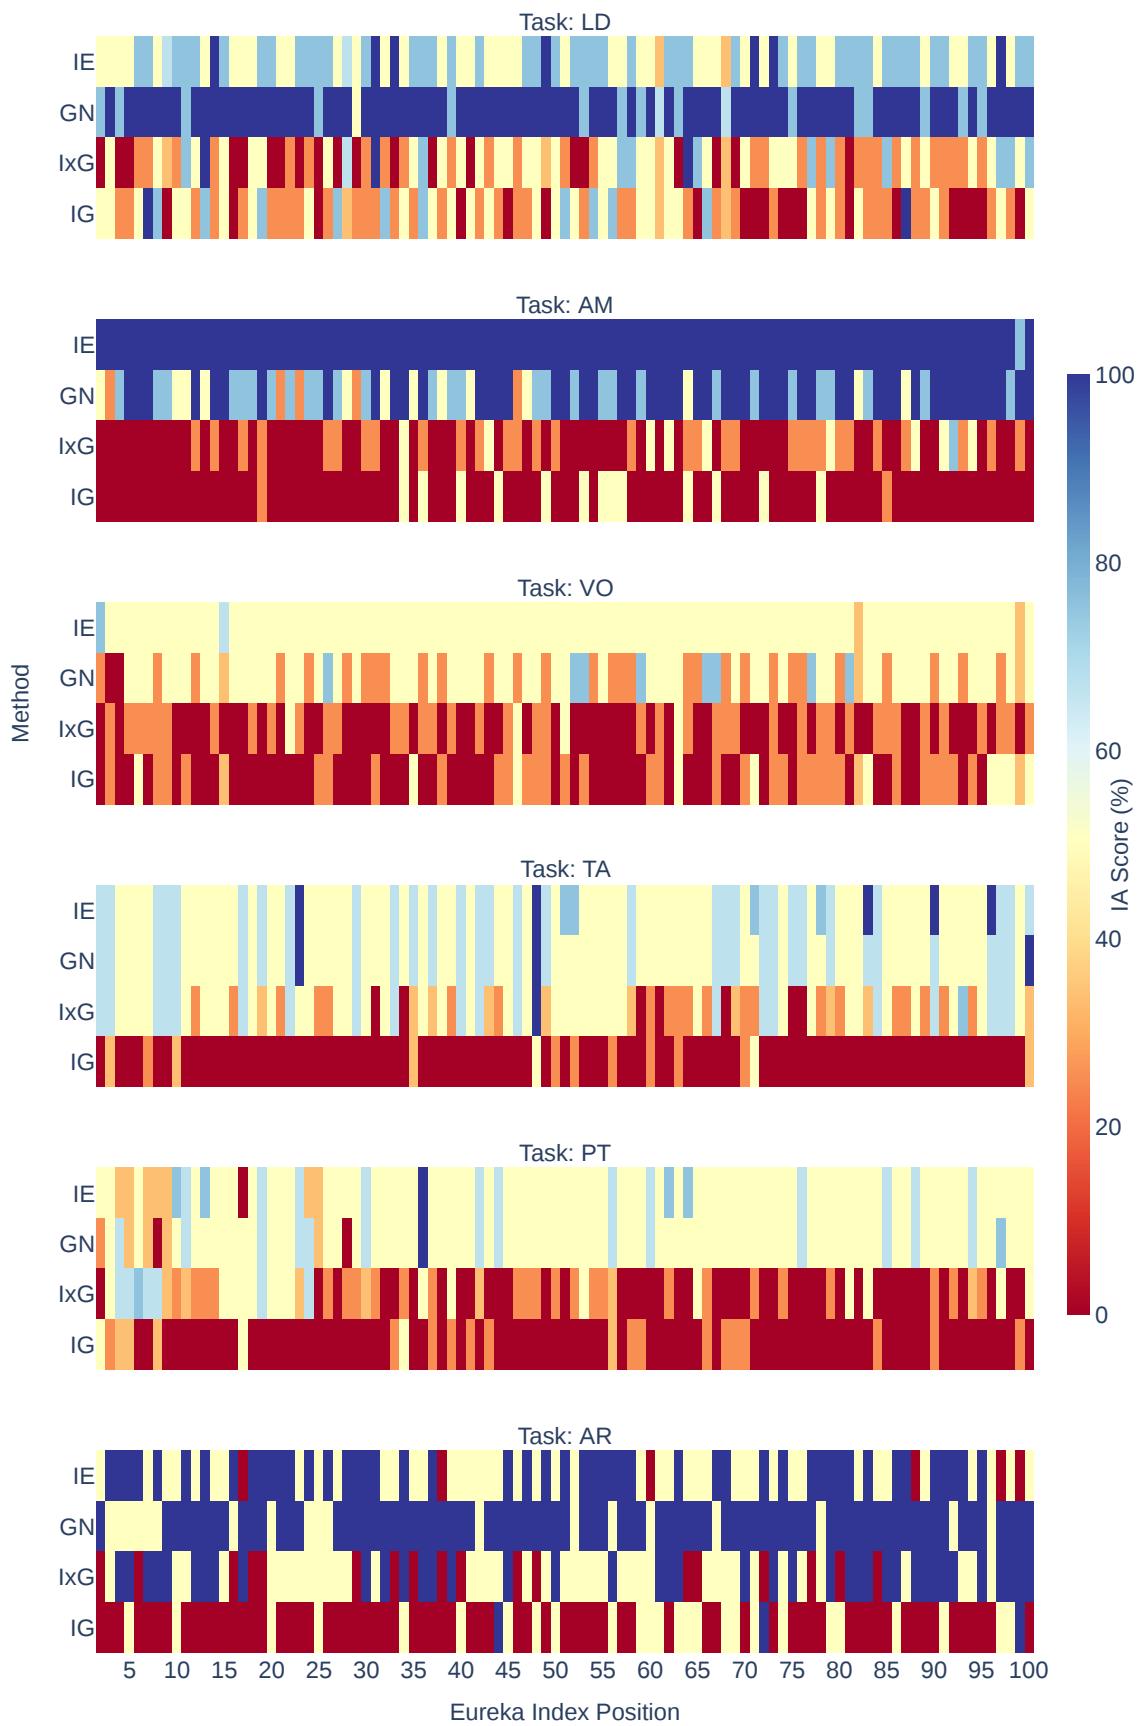 Task: LD
IE
GN
IxG
IG
Task: AM
IE
GN
IxG
IG
Task: VO
IE
GN
IxG
IG
Task: TA
IE
GN
IxG
IG
Task: PT
IE
GN
IxG
IG
Task: AR
IE
GN
IxG
IG
5 10 15 20 25 30 35 40 45 50 55 60 65 70 75 80 85 90 95 100
Eureka Index Position
Method
100
80
60
40
20
0
IA Score (%)